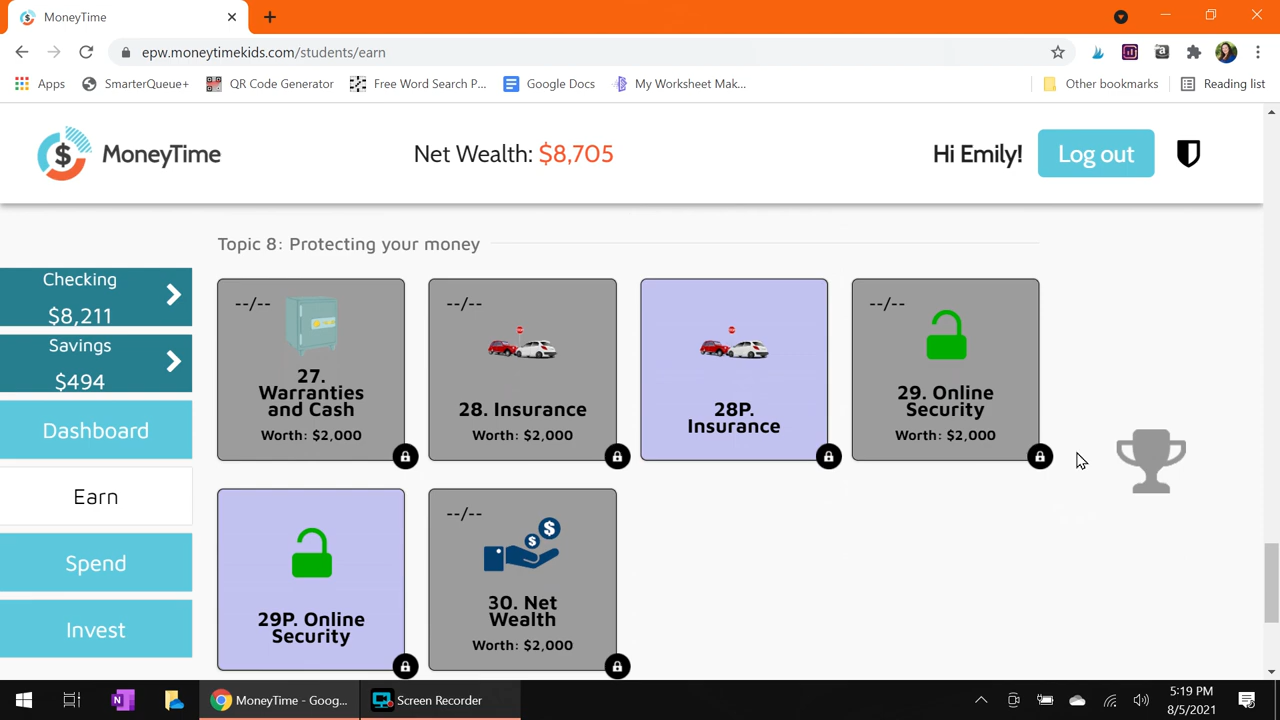 MoneyTime
epw.moneytimekids.com/students/earn
Apps
SmarterQueue+
QR Code Generator
Free Word Search P...
Google Docs
My Worksheet Mak...
Other bookmarks
Reading list
$
MoneyTime
Net Wealth: $8,705
Hi Emily!
Log out
Topic 8: Protecting your money
Checking
$8,211
Savings
$494
Dashboard
Earn
Spend
Invest
--/--
27.
Warranties
and Cash
Worth: $2,000
--/--
28. Insurance
Worth: $2,000
28P.
Insurance
--/--
29. Online
Security
Worth: $2,000
29P. Online
Security
--/--
$
$
30. Net
Wealth
Worth: $2,000
MoneyTime - Goog...
Screen Recorder
5:19 PM
8/5/2021